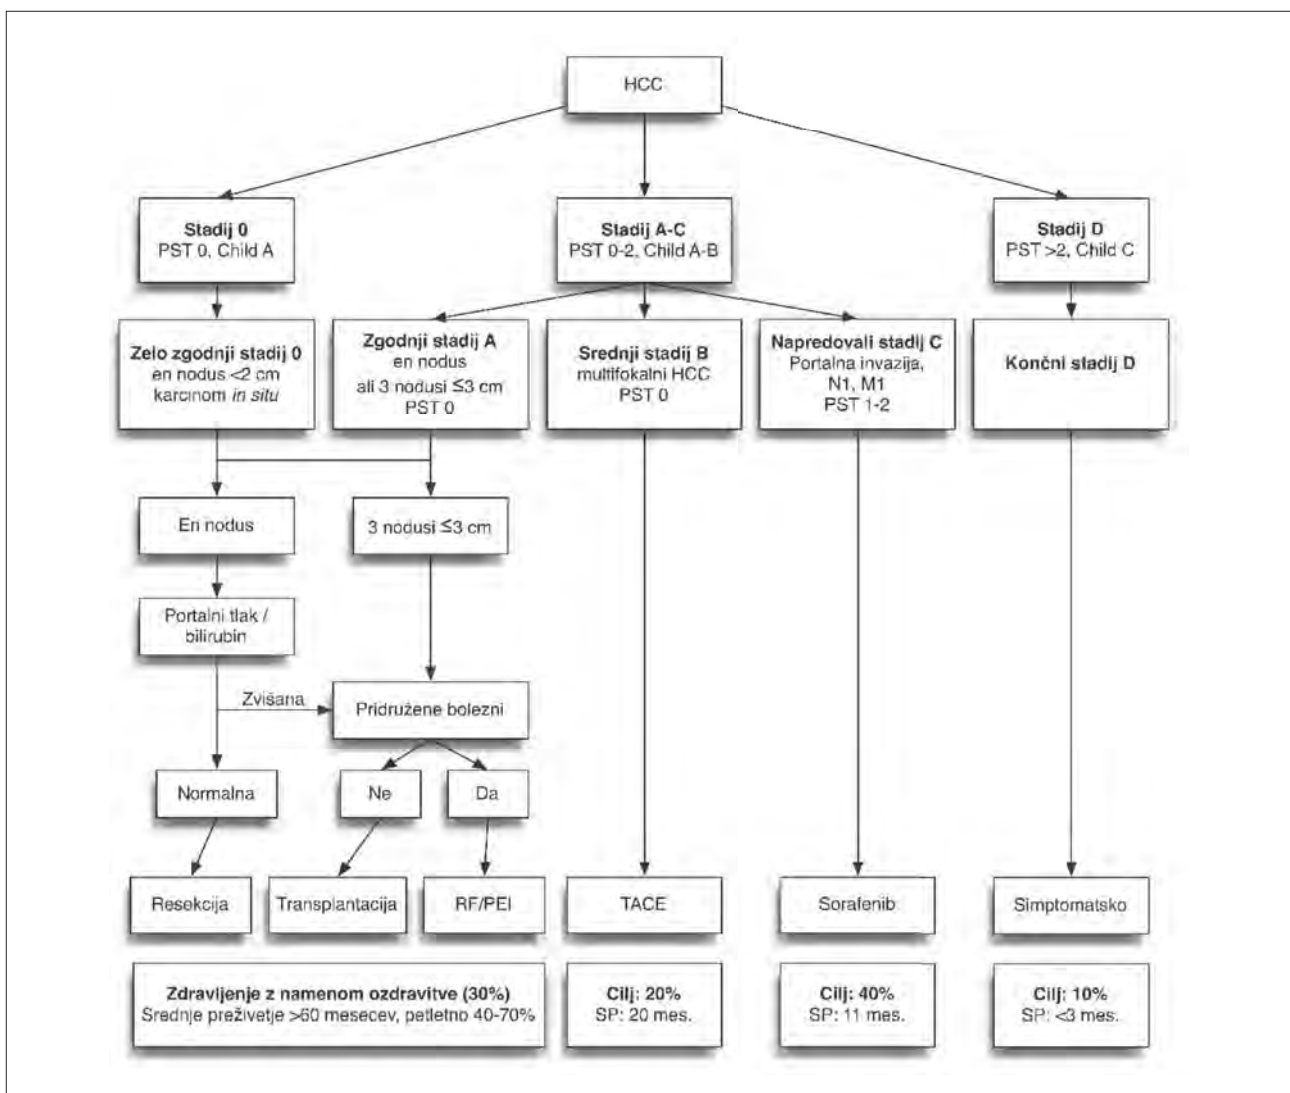 HCC
Stadij 0
PST 0, Child A
Stadij A-C
PST 0-2, Child A-B
Stadij D
PST >2, Child C
Zelo zgodnji stadij 0
en nodus <2 cm
karcinom in situ
Zgodnji stadij A
en nodus
ali 3 nodusi ≤3 cm
PST 0
Srednji stadij B
multifokalni HCC
PST 0
Napredovali stadij C
Portalna invazija,
N1, M1
PST 1-2
Končni stadij D
En nodus
3 nodusi ≤3 cm
Portalni tlak /
bilirubin
Zvišana
Pridružene bolezni
Normalna
Ne
Da
Resekcija
Transplantacija
RF/PEI
TACE
Sorafenib
Simptomatsko
Zdravljenje z namenom ozdravitve (30%)
Srednje preživetje >60 mesecev, petletno 40-70%
Cilj: 20%
SP: 20 mes.
Cilj: 40%
SP: 11 mes.
Cilj: 10%
SP: <3 mes.